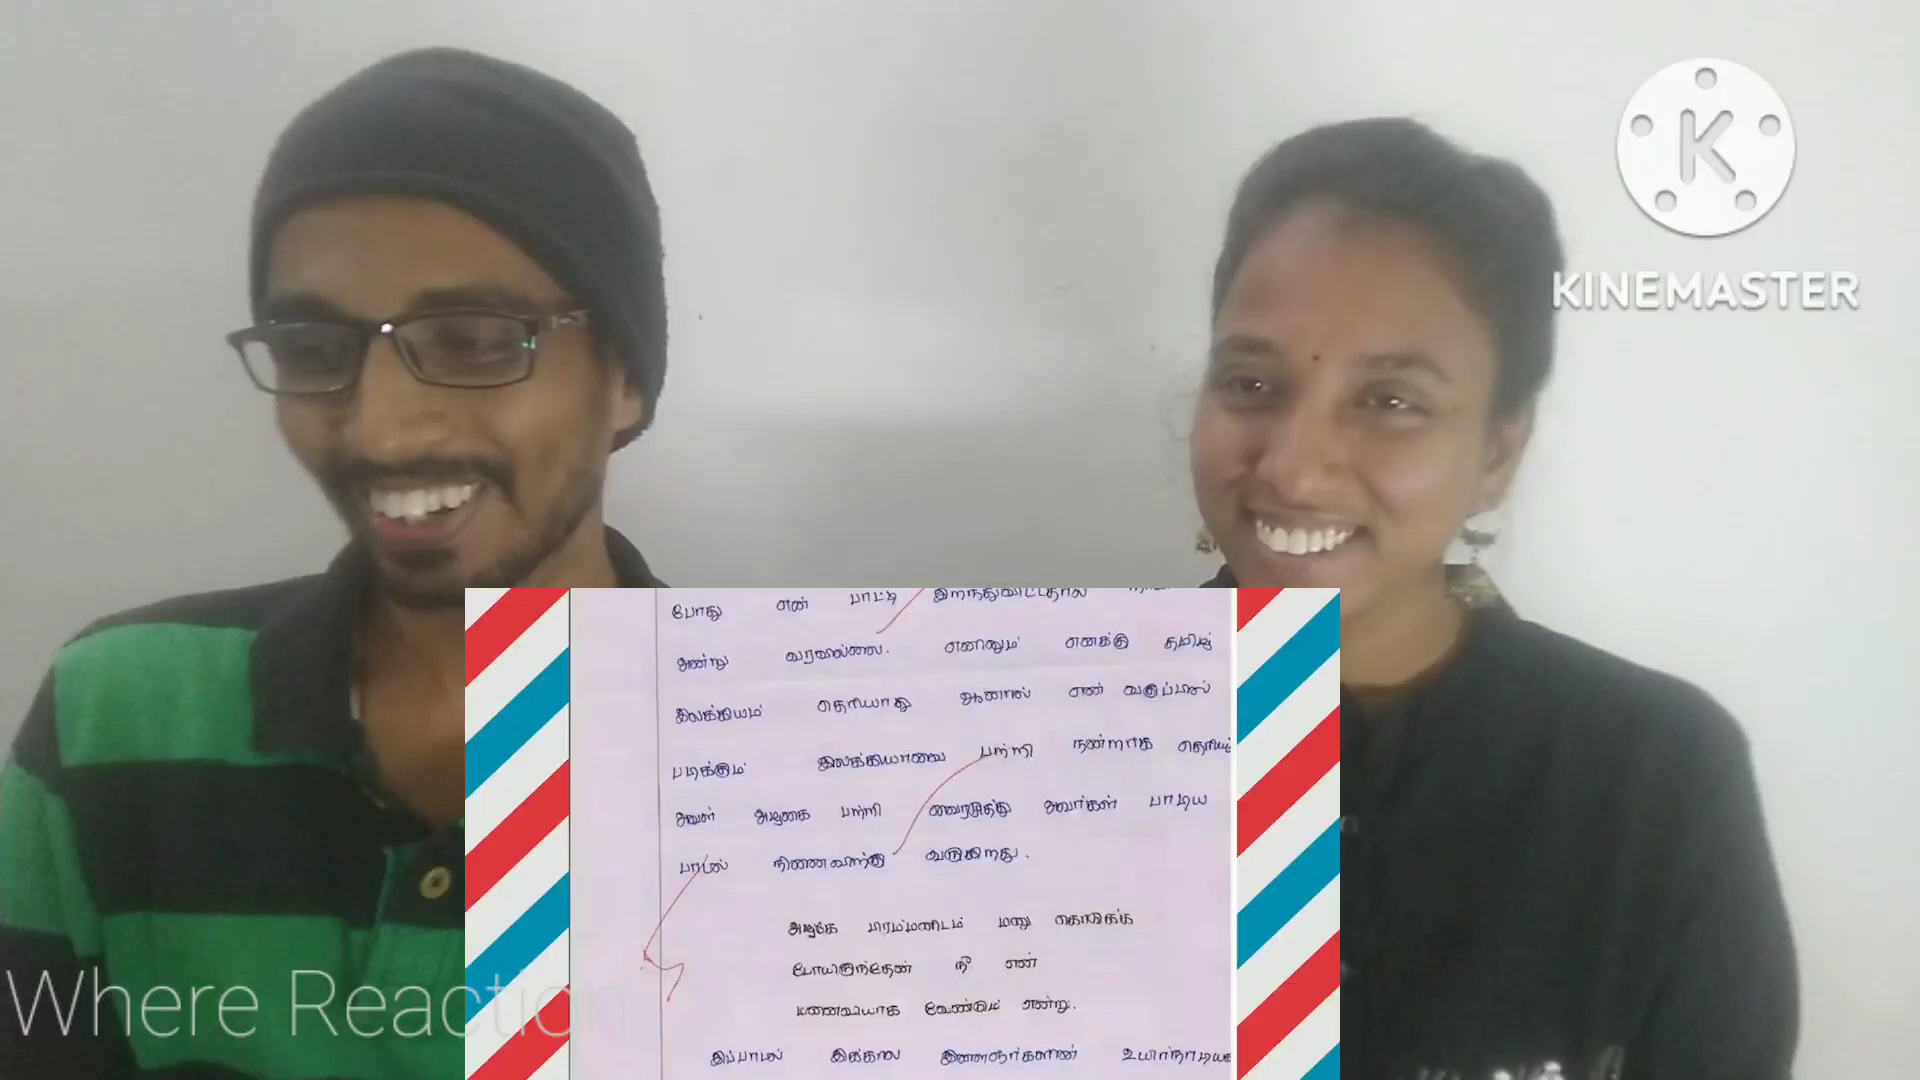 KINEMASTER
போது என் பாட்டி இறந்துவிட்டதால் நான்
அன்று வரவில்லை. எனினும் எனக்கு தமிழ்
இலக்கியம் தெரியாது ஆனால் என் வகுப்பில்
படிக்கும் இலக்கியாவை பற்றி நன்றாக தெரியும்
அவள் அழகை பற்றி வைரமுத்து அவர்கள் பாடிய
பாடல் நினைவிற்கு வருகிறது.
அழகே பிரம்மனிடம் மனு கொடுக்க
போயிருந்தேன் நீ என்
மனைவியாக வேண்டும் என்று.
இப்பாடல் இக்கால இளைஞர்களின்
Where Reaction